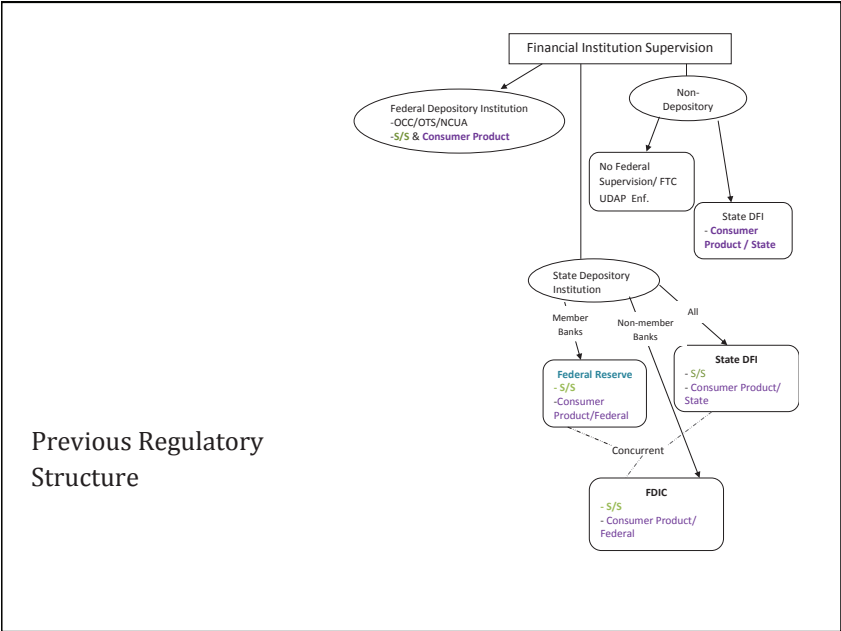 Financial Institution Supervision
Federal Depository Institution
-OCC/OTS/NCUA
-S/S & Consumer Product
Non-
Depository
No Federal
Supervision/ FTC
UDAP Enf.
State DFI
- Consumer
Product / State
State Depository
Institution
Member
Banks
Non-member
Banks
All
Federal Reserve
- S/S
-Consumer
Product/Federal
State DFI
- S/S
- Consumer Product/
State
Concurrent
FDIC
- S/S
- Consumer Product/
Federal
Previous Regulatory
Structure